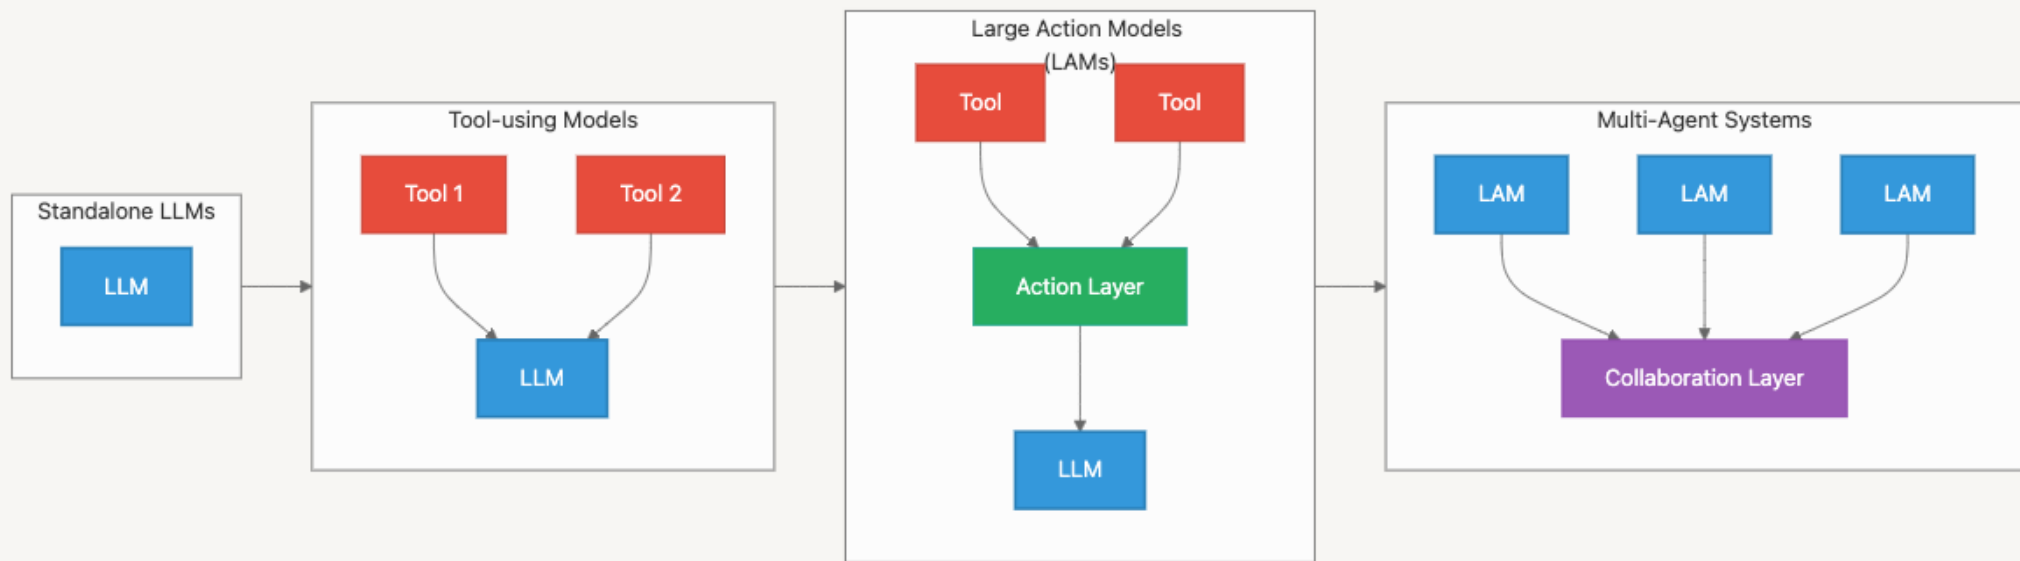 Standalone LLMs
LLM
Tool-using Models
Tool 1
Tool 2
LLM
Large Action Models
(LAMs)
Tool
Tool
Action Layer
LLM
Multi-Agent Systems
LAM
LAM
LAM
Collaboration Layer